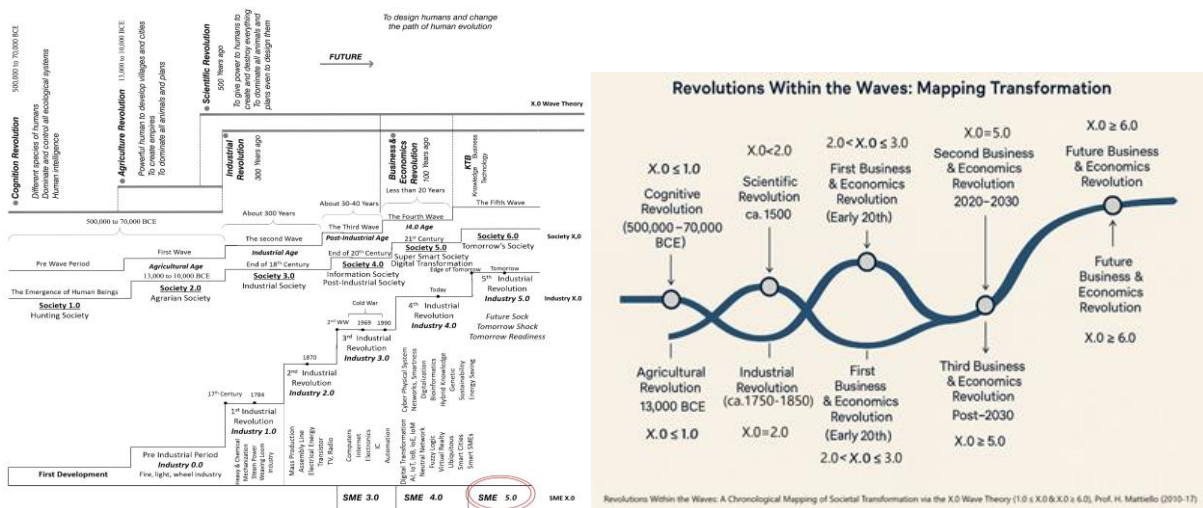 To design humans and change
the path of human evolution
FUTURE
Cognition Revolution
500,000 to 70,000 BCE
Different species of humans
Dominate and control all ecological systems
Human intelligence
Agriculture Revolution
13,000 to 10,000 BCE
Powerful human to develop villages and cities
To create empires
To dominate all animals and plans
Scientific Revolution
500 Years ago
To give power to humans to
create and destroy everything
To dominate all animals and
plans even to design them
X.0 Wave Theory
Industrial
Revolution
300 Years ago
Business &
Economics
Revolution
100 Years ago
KTB
Knowledge Business
Technology
Less than 20 Years
About 30-40 Years
About 300 Years
500,000 to 70,000 BCE
The Fifth Wave
The Fourth Wave
I4.0 Age
The Third Wave
Post-Industrial Age
The second Wave
Industrial Age
First Wave
Agricultural Age
Pre Wave Period
21st Century
Society 6.0
Tomorrow's Society
Society X,0
Society 5.0
Super Smart Society
Digital Transformation
End of 20th Century
Society 4.0
Information Society
Post-Industrial Society
End of 18th Century
Society 3.0
Industrial Society
13,000 to 10,000 BCE
Society 2.0
Agrarian Society
The Emergence of Human Beings
Society 1.0
Hunting Society
Edge of Tomorrow
Tomorrow
5th Industrial
Revolution
Industry 5.0
Industry X.0
Future Sock
Tomorrow Shock
Tomorrow Readiness
Today
4th Industrial
Revolution
Industry 4.0
Cold War
2nd WW
1969
1990
3rd Industrial
Revolution
Industry 3.0
1870
2nd Industrial
Revolution
Industry 2.0
17th Century
1784
1st Industrial
Revolution
Industry 1.0
Pre Industrial Period
Industry 0.0
Fire, light, wheel industry
First Development
Heavy & Chemical
Mechanization
Steam Power
Weaving Loom
Industry
Mass Production
Assembly Line
Electrical Energy
Transistor
TV, Radio
Computers
Internet
Electronics
IC
Automation
Cyber Physical System
Networks, Smartness
Digitalization
Bioinformatics
Hybrid Knowledge
Genetic
Sustainability
Energy Saving
Digital Transformation
AI, IoT, IoB, IoE, IoM
Neural Network
Fuzzy Logic
Virtual Realty
Ubiquitous
Smart Cities
Smart SMEs
SME 3.0
SME 4.0
SME 5.0
SME X.0
Revolutions Within the Waves: Mapping Transformation
X.0 ≤ 1.0
Cognitive
Revolution
(500,000 –70,000
BCE)
X.0<2.0
Scientific
Revolution
ca. 1500
2.0< X.0 ≤ 3.0
First Business
& Economics
Revolution
(Early 20th)
X.0=5.0
Second Business
& Economics
Revolution
2020–2030
X.0 ≥ 6.0
Future Business
& Economics
Revolution
Agricultural
Revolution
13,000 BCE
X.0 ≤ 1.0
Industrial
Revolution
(ca.1750-1850)
X.0=2.0
First
Business
& Economics
Revolution
(Early 20th)
2.0< X.0 ≤ 3.0
Third Business
& Economics
Revolution
Post–2030
X.0 ≥ 5.0
Future
Business &
Economics
Revolution
X.0 ≥ 6.0
Revolutions Within the Waves: A Chronological Mapping of Societal Transformation via the X.0 Wave Theory (1.0 ≤ X.0 & X.0 ≥ 6.0), Prof. H. Mattiello (2010-17)